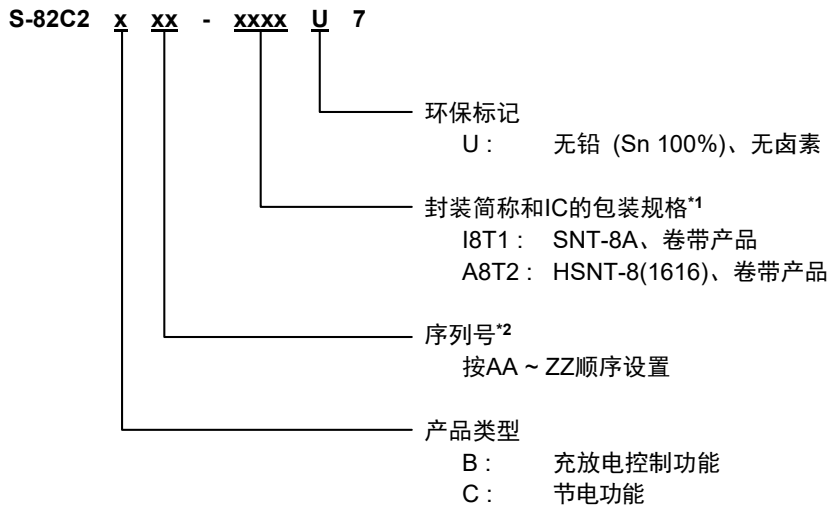 S-82C2 x xx - xxxx U 7
环保标记
U : 无铅 (Sn 100%)、无卤素
封装简称和IC的包装规格*1
I8T1 : SNT-8A、卷带产品
A8T2 : HSNT-8(1616)、卷带产品
序列号*2
按AA ~ ZZ顺序设置
产品类型
B : 充放电控制功能
C : 节电功能